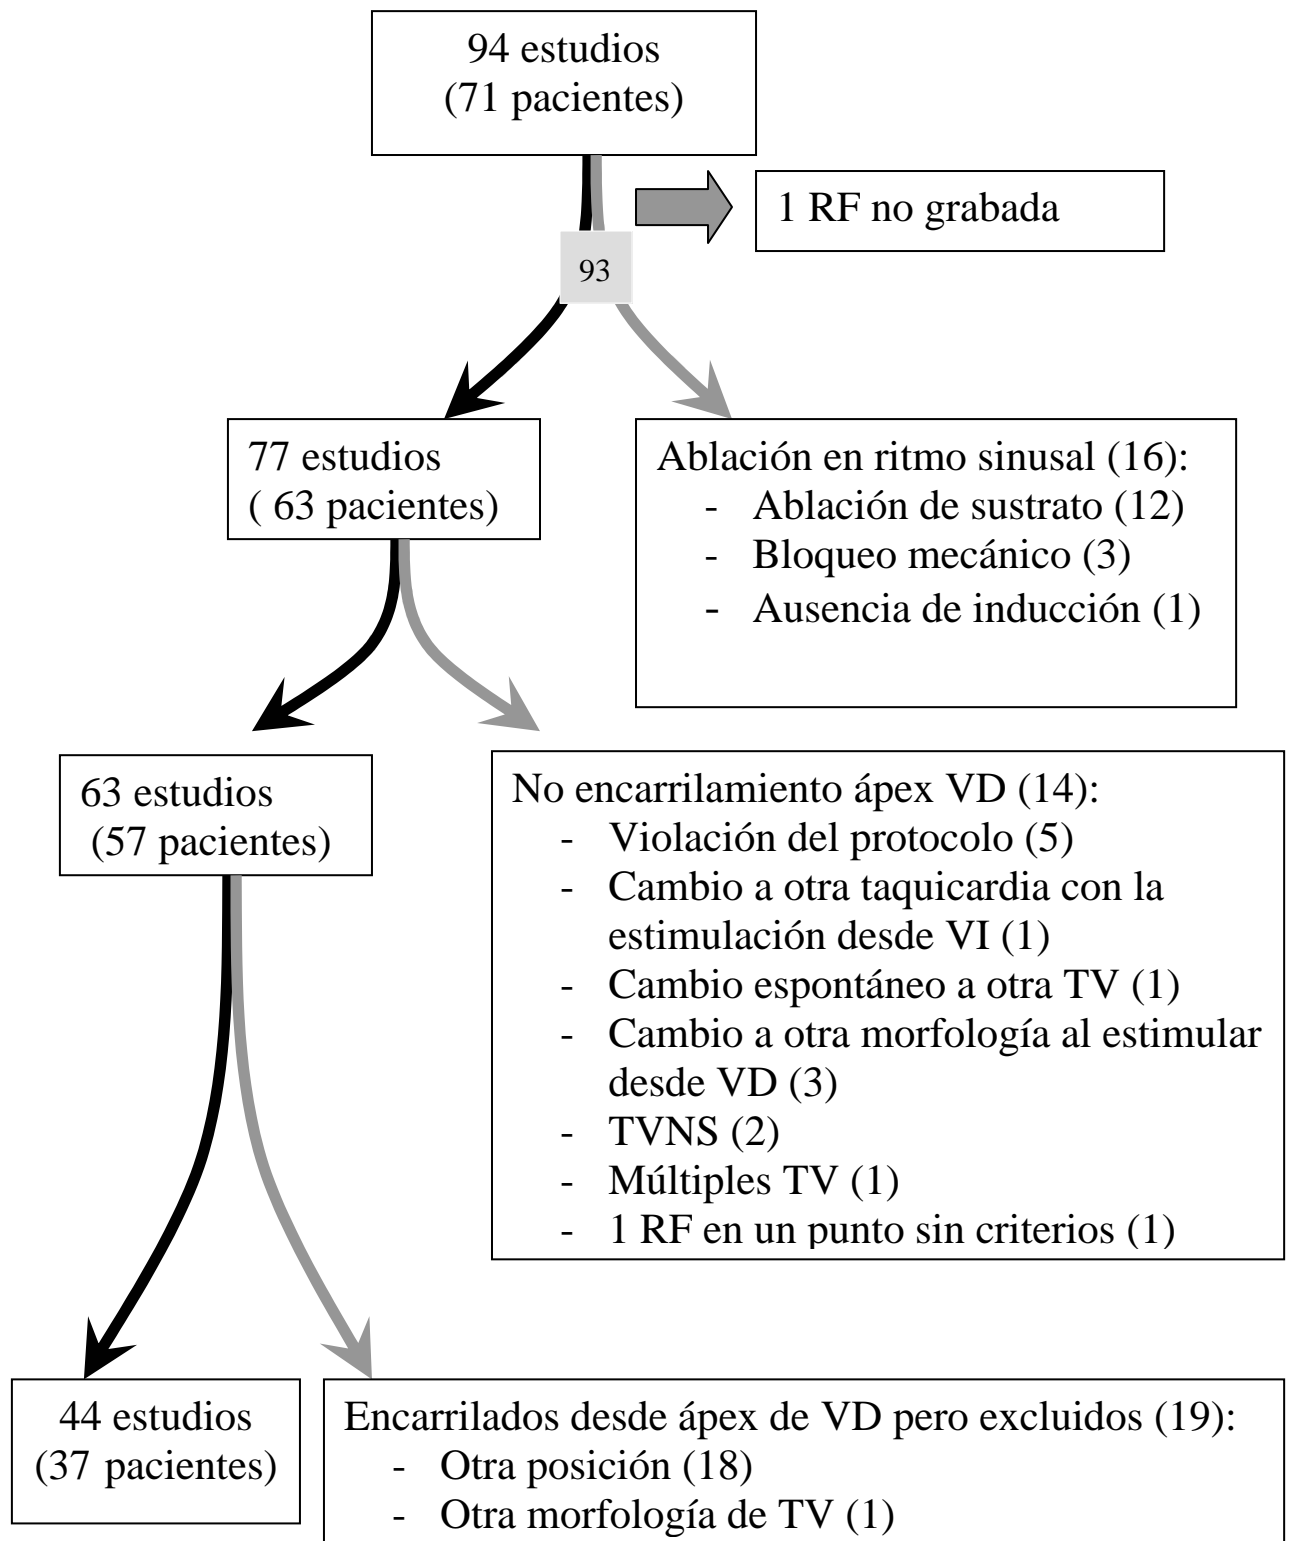 94 estudios
(71 pacientes)
1 RF no grabada
93
77 estudios
( 63 pacientes)
Ablación en ritmo sinusal (16):
- Ablación de sustrato (12)
- Bloqueo mecánico (3)
- Ausencia de inducción (1)
63 estudios
(57 pacientes)
No encarrilamiento ápex VD (14):
- Violación del protocolo (5)
- Cambio a otra taquicardia con la
estimulación desde VI (1)
- Cambio espontáneo a otra TV (1)
- Cambio a otra morfología al estimular
desde VD (3)
- TVNS (2)
- Múltiples TV (1)
- 1 RF en un punto sin criterios (1)
44 estudios
(37 pacientes)
Encarrilados desde ápex de VD pero excluidos (19):
- Otra posición (18)
- Otra morfología de TV (1)